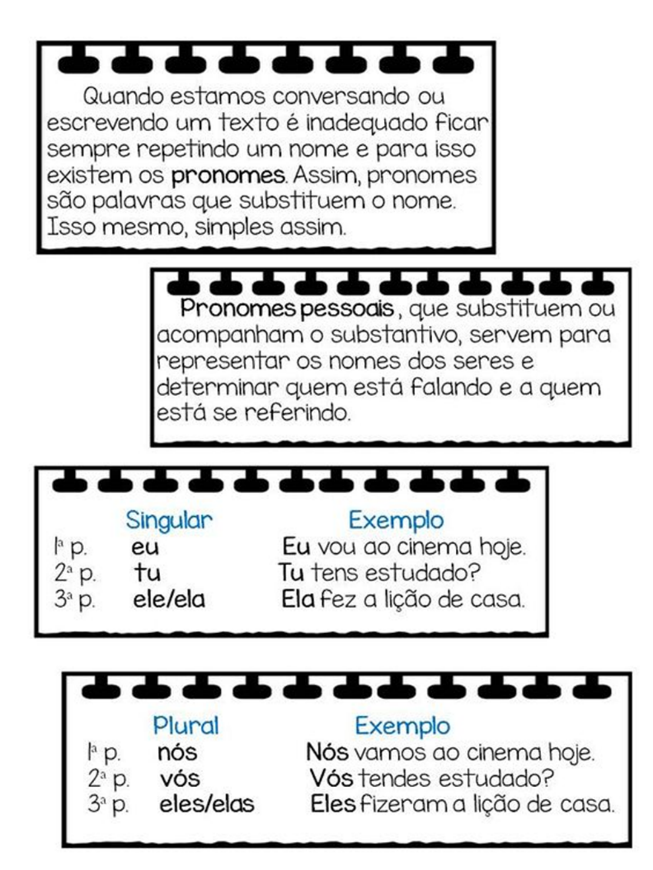 Quando estamos conversando ou
escrevendo um texto é inadequado ficar
sempre repetindo um nome e para isso
existem os pronomes. Assim, pronomes
são palavras que substituem o nome.
Isso mesmo, simples assim.
Pronomes pessoais, que substituem ou
acompanham o substantivo, servem para
representar os nomes dos seres e
determinar quem está falando e a quem
está se referindo.
Singular Exemplo
1ª p. eu Eu vou ao cinema hoje.
2ª p. tu Tu tens estudado?
3ª p. ele/ela Ela fez a lição de casa.
Plural Exemplo
1ª p. nós Nós vamos ao cinema hoje.
2ª p. vós Vós tendes estudado?
3ª p. eles/elas Eles fizeram a lição de casa.